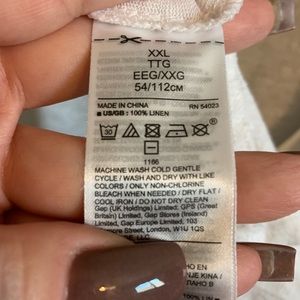 XXL
TTG
EEG/XXG
54/112CM
MADE IN CHINA RN 54023
US/GB : 100% LINEN
30
1166
MACHINE WASH COLD GENTLE
CYCLE / WASH AND DRY WITH LIKE
COLORS / ONLY NON-CHLORINE
BLEACH WHEN NEEDED / DRY FLAT /
COOL IRON / DO NOT DRY CLEAN
Gap (UK Holdings) Limited, GPS (Great
Britain) Limited, Gap Stores (Ireland)
Limited, Gap Europe Limited, 103
London, W1U 1QS